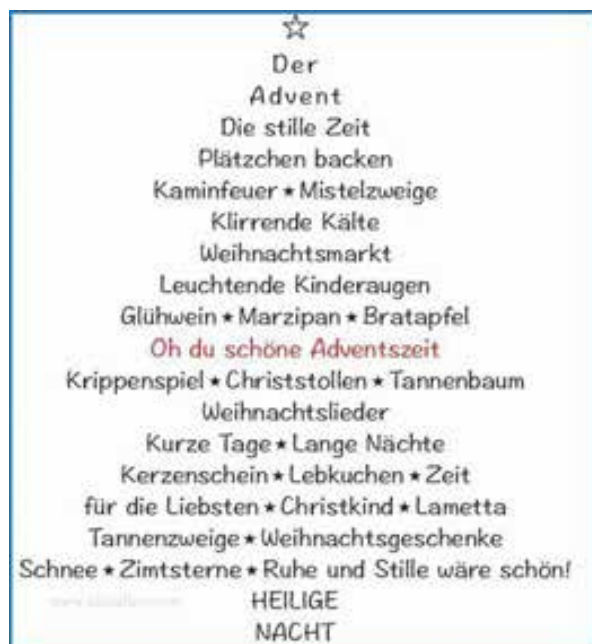 ☆
Der
Advent
Die stille Zeit
Plätzchen backen
Kaminfeuer ★ Mistelzweige
Klirrende Kälte
Weihnachtsmarkt
Leuchtende Kinderaugen
Glühwein ★ Marzipan ★ Bratapfel
Oh du schöne Adventszeit
Krippenspiel ★ Christstollen ★ Tannenbaum
Weihnachtslieder
Kurze Tage ★ Lange Nächte
Kerzenschein ★ Lebkuchen ★ Zeit
für die Liebsten ★ Christkind ★ Lametta
Tannenzweige ★ Weihnachtsgeschenke
Schnee ★ Zimtsterne ★ Ruhe und Stille wäre schön!
HEILIGE
NACHT